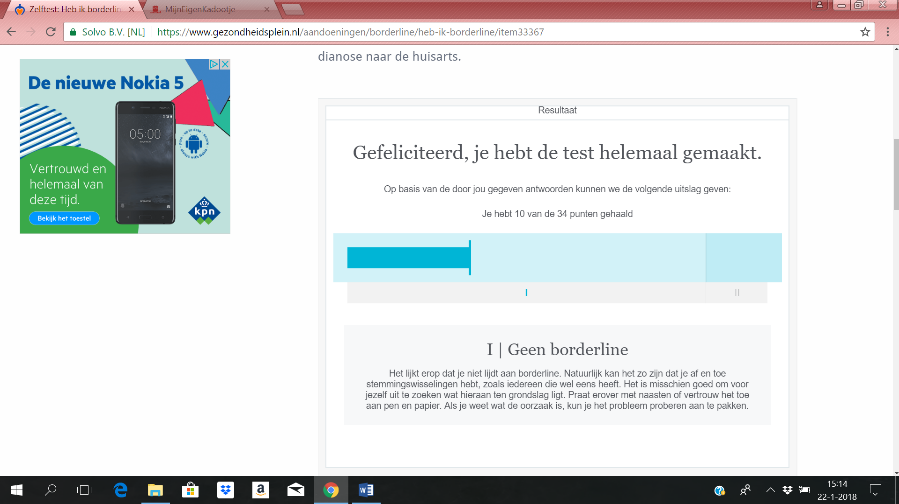 Zelftest: Heb ik borderlin
MijnEigenKadootje
Solvo B.V. [NL]
https://www.gezondheidsplein.nl/aandoeningen/borderline/heb-ik-borderline/item33367
dianose naar de huisarts.
De nieuwe Nokia 5
05:00
Vertrouwd en
helemaal van
deze tijd.
Bekijk het toestel
kpn
Resultaat
Gefeliciteerd, je hebt de test helemaal gemaakt.
Op basis van de door jou gegeven antwoorden kunnen we de volgende uitslag geven:
Je hebt 10 van de 34 punten gehaald
I
II
I | Geen borderline
Het lijkt erop dat je niet lijdt aan borderline. Natuurlijk kan het zo zijn dat je af en toe
stemmingswisselingen hebt, zoals iedereen die wel eens heeft. Het is misschien goed om voor
jezelf uit te zoeken wat hieraan ten grondslag ligt. Praat erover met naasten of vertrouw het toe
aan pen en papier. Als je weet wat de oorzaak is, kun je het probleem proberen aan te pakken.
15:14
22-1-2018